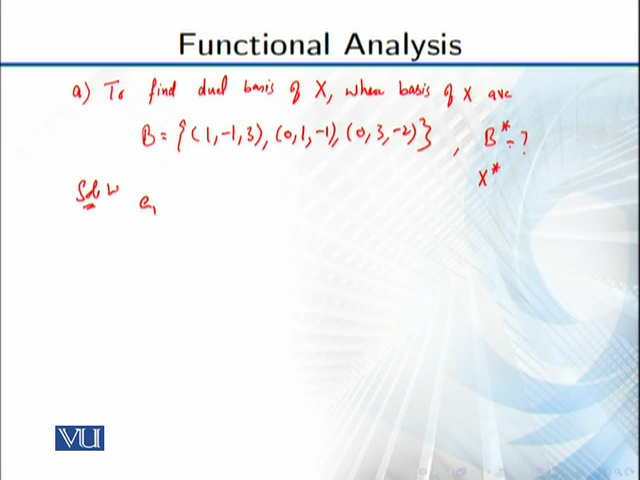 Functional Analysis
a) To find dual basis of X, when basis of X are
B = {(1,-1,3), (0,1,-1), (0,3,-2)}, B* = ?
X*
Sol:
e₁
VU